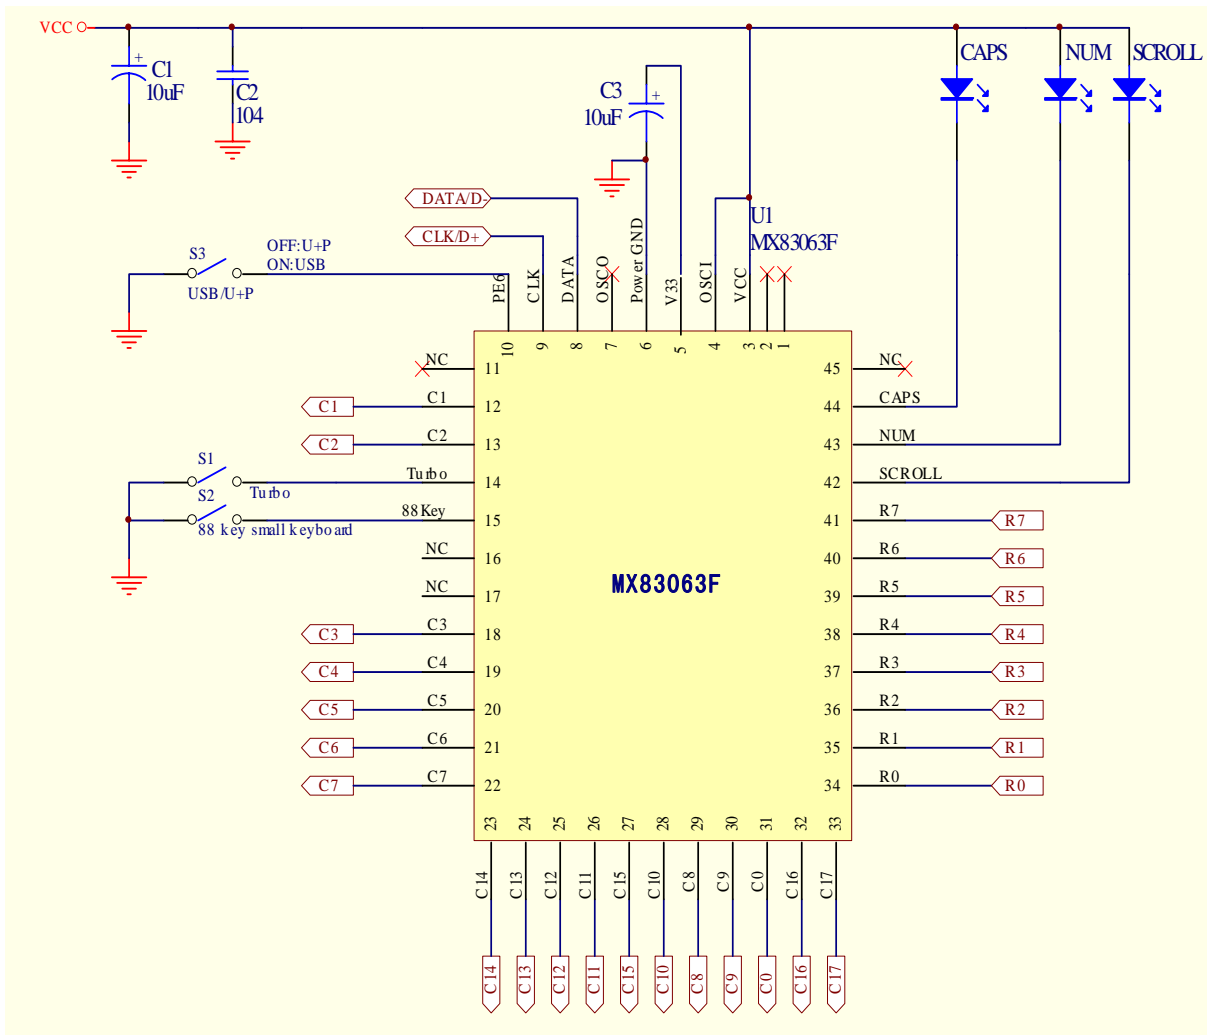 VCC
C1
10uF
C2
104
C3
10uF
CAPS
NUM
SCROLL
DATA/D-
CLK/D+
U1
MX83063F
S3
OFF:U+P
ON:USB
USB/U+P
PE6
CLK
DATA
OSCO
Power GND
V33
OSCI
VCC
10
9
8
7
6
5
4
3
2
1
NC
11
45
NC
C1
C1
12
44
CAPS
C2
C2
13
43
NUM
S1
Turbo
Turbo
14
42
SCROLL
S2
88 key small keyboard
88Key
15
41
R7
R7
NC
16
40
R6
R6
NC
17
39
R5
R5
MX83063F
C3
C3
18
38
R4
R4
C4
C4
19
37
R3
R3
C5
C5
20
36
R2
R2
C6
C6
21
35
R1
R1
C7
C7
22
34
R0
R0
23
24
25
26
27
28
29
30
31
32
33
C14
C13
C12
C11
C15
C10
C8
C9
C0
C16
C17
C14
C13
C12
C11
C15
C10
C8
C9
C0
C16
C17